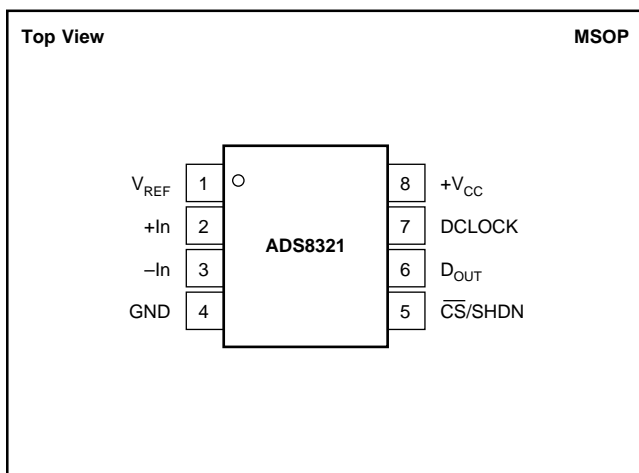 Top View
MSOP
V_REF 1 8 +V_CC
+In 2 7 DCLOCK
ADS8321
–In 3 6 D_OUT
GND 4 5 C̅S̅/SHDN